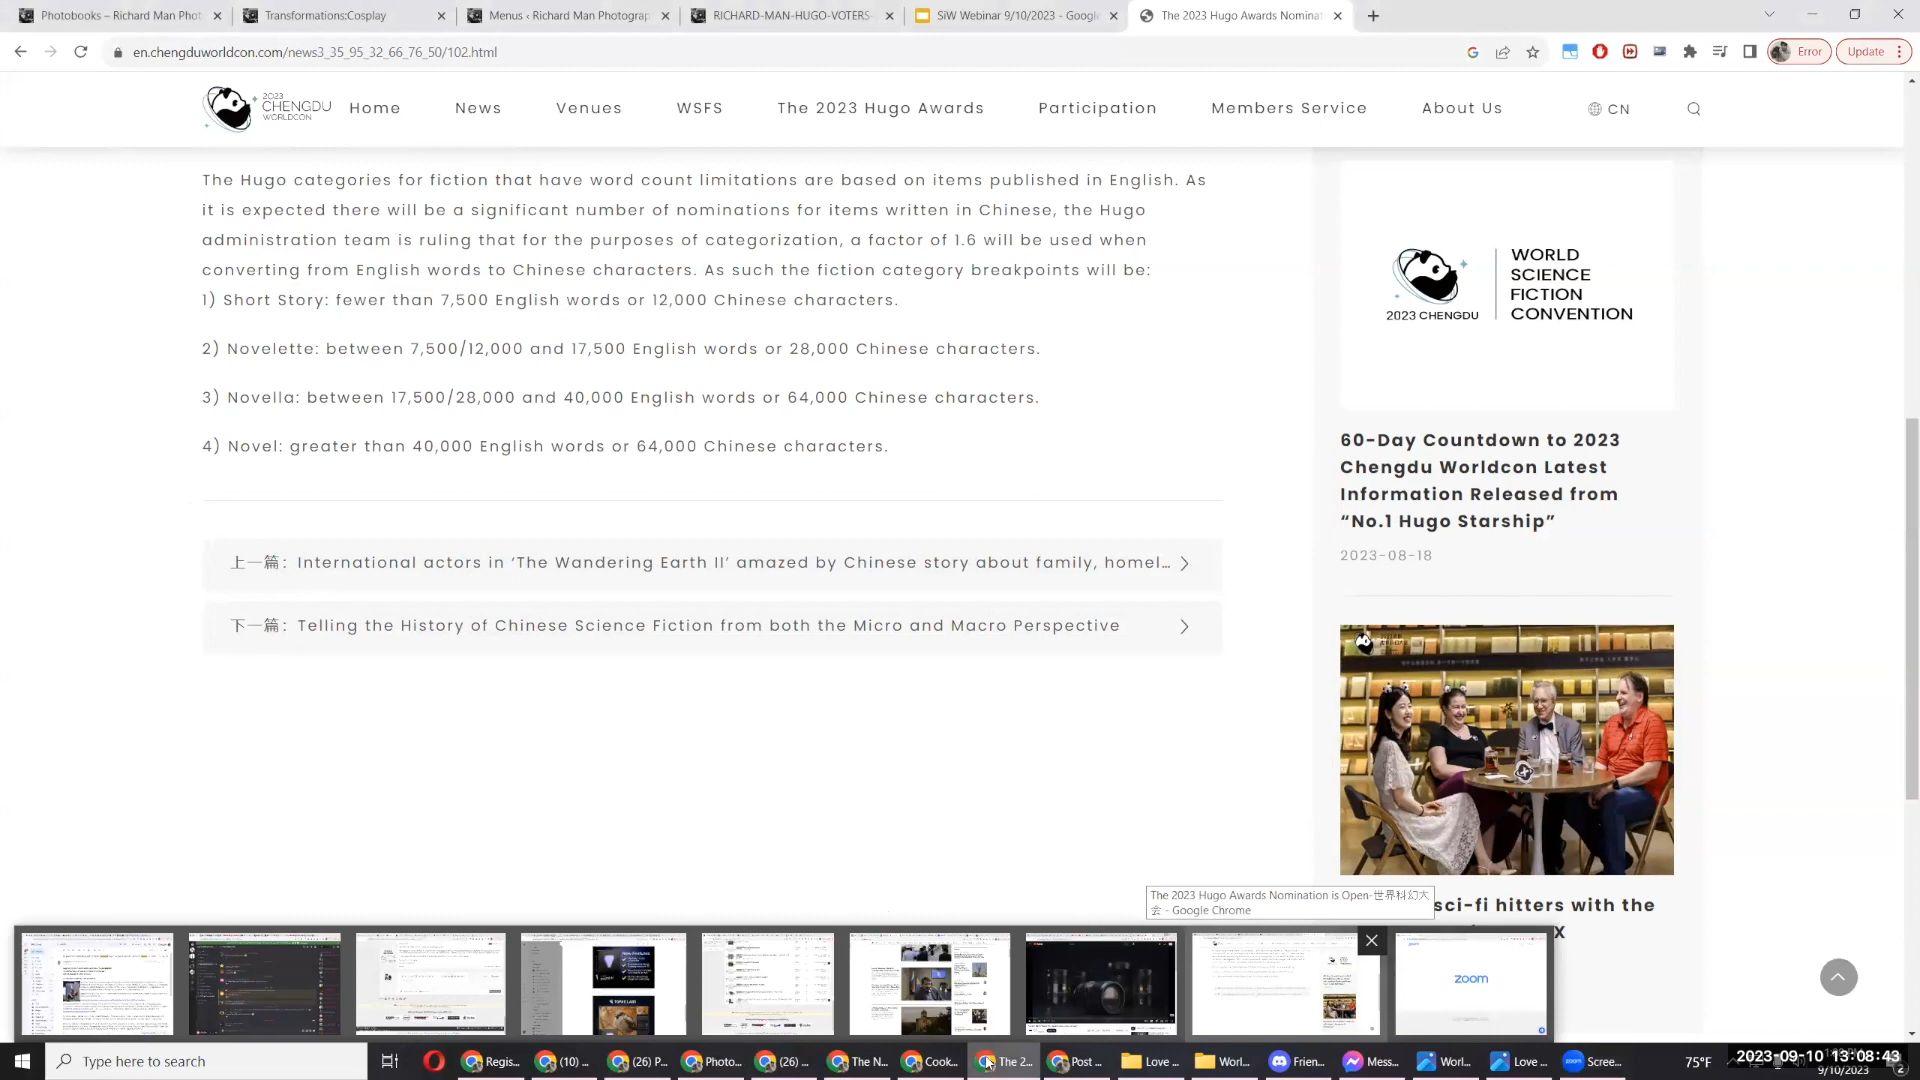 Photobooks – Richard Man Phot
Transformations:Cosplay
Menus ‹ Richard Man Photograp
RICHARD-MAN-HUGO-VOTERS-
SiW Webinar 9/10/2023 - Googl
The 2023 Hugo Awards Nominat
en.chengduworldcon.com/news3_35_95_32_66_76_50/102.html
Error
Update
2023
CHENGDU
WORLDCON
Home
News
Venues
WSFS
The 2023 Hugo Awards
Participation
Members Service
About Us
CN
The Hugo categories for fiction that have word count limitations are based on items published in English. As
it is expected there will be a significant number of nominations for items written in Chinese, the Hugo
administration team is ruling that for the purposes of categorization, a factor of 1.6 will be used when
converting from English words to Chinese characters. As such the fiction category breakpoints will be:
1) Short Story: fewer than 7,500 English words or 12,000 Chinese characters.
2) Novelette: between 7,500/12,000 and 17,500 English words or 28,000 Chinese characters.
3) Novella: between 17,500/28,000 and 40,000 English words or 64,000 Chinese characters.
4) Novel: greater than 40,000 English words or 64,000 Chinese characters.
上一篇: International actors in ‘The Wandering Earth II’ amazed by Chinese story about family, homel...
下一篇: Telling the History of Chinese Science Fiction from both the Micro and Macro Perspective
2023 CHENGDU
WORLD
SCIENCE
FICTION
CONVENTION
60-Day Countdown to 2023
Chengdu Worldcon Latest
Information Released from
“No.1 Hugo Starship”
2023-08-18
sci-fi hitters with the
X
The 2023 Hugo Awards Nomination is Open-世界科幻大
会 - Google Chrome
zoom
Type here to search
Regis...
(10) ...
(26) P...
Photo...
(26) ...
The N...
Cook...
The 2...
Post ...
Love ...
Worl...
Frien...
Mess...
Worl...
Love ...
Scree...
75°F
2023-09-10 13:08:43
9/10/2023
2